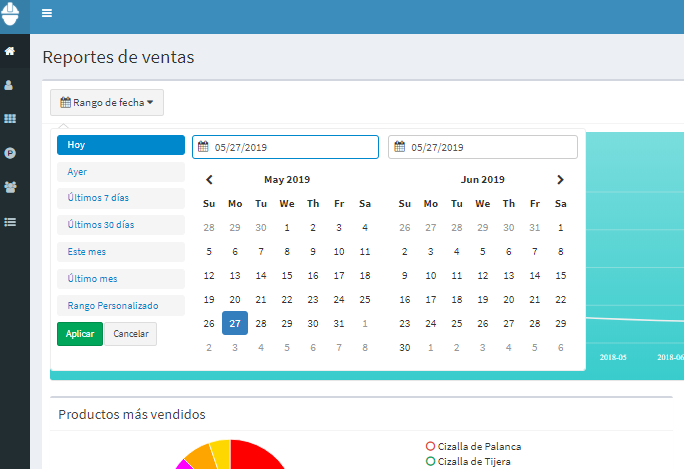 Reportes de ventas
Rango de fecha
Hoy
Ayer
Últimos 7 días
Últimos 30 días
Este mes
Último mes
Rango Personalizado
Aplicar Cancelar
05/27/2019
May 2019
Su Mo Tu We Th Fr Sa
28 29 30 1 2 3 4
5 6 7 8 9 10 11
12 13 14 15 16 17 18
19 20 21 22 23 24 25
26 27 28 29 30 31 1
2 3 4 5 6 7 8
05/27/2019
Jun 2019
Su Mo Tu We Th Fr Sa
26 27 28 29 30 31 1
2 3 4 5 6 7 8
9 10 11 12 13 14 15
16 17 18 19 20 21 22
23 24 25 26 27 28 29
30 1 2 3 4 5 6
2018-05 2018-06
Productos más vendidos
Cizalla de Palanca
Cizalla de Tijera